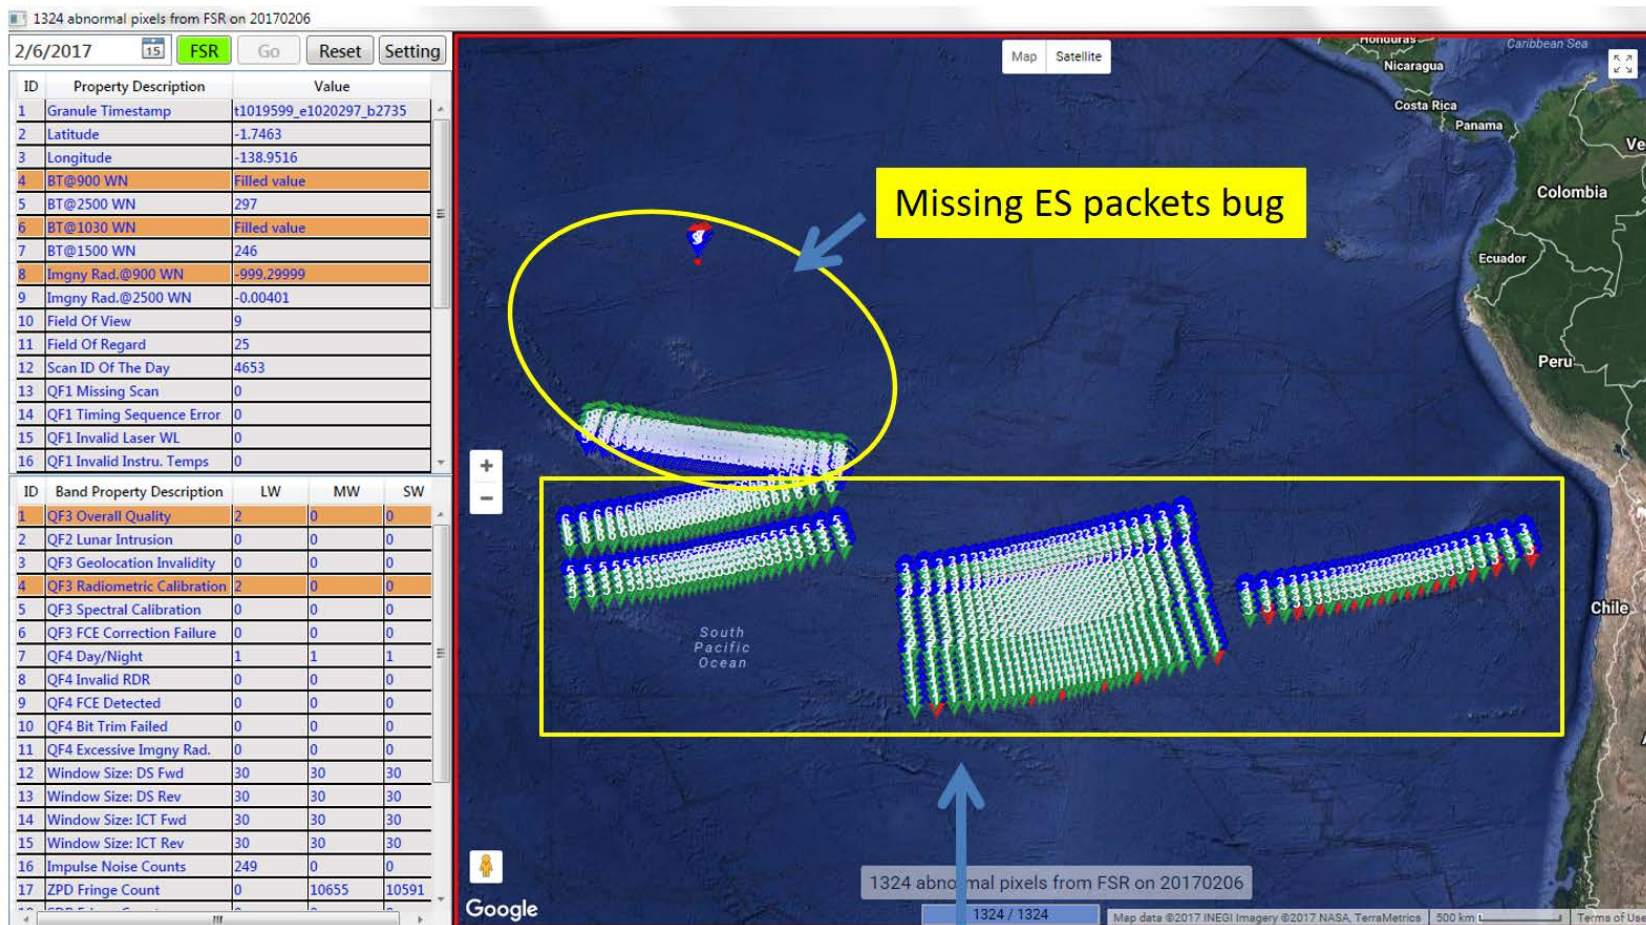 1324 abnormal pixels from FSR on 20170206
2/6/2017 15 FSR Go Reset Setting
ID Property Description Value
1 Granule Timestamp t1019599_e1020297_b2735
2 Latitude -1.7463
3 Longitude -138.9516
4 BT@900 WN Filled value
5 BT@2500 WN 297
6 BT@1030 WN Filled value
7 BT@1500 WN 246
8 Imgny Rad.@900 WN -999.29999
9 Imgny Rad.@2500 WN -0.00401
10 Field Of View 9
11 Field Of Regard 25
12 Scan ID Of The Day 4653
13 QF1 Missing Scan 0
14 QF1 Timing Sequence Error 0
15 QF1 Invalid Laser WL 0
16 QF1 Invalid Instru. Temps 0
ID Band Property Description LW MW SW
1 QF3 Overall Quality 2 0 0
2 QF2 Lunar Intrusion 0 0 0
3 QF3 Geolocation Invalidity 0 0 0
4 QF3 Radiometric Calibration 2 0 0
5 QF3 Spectral Calibration 0 0 0
6 QF3 FCE Correction Failure 0 0 0
7 QF4 Day/Night 1 1 1
8 QF4 Invalid RDR 0 0 0
9 QF4 FCE Detected 0 0 0
10 QF4 Bit Trim Failed 0 0 0
11 QF4 Excessive Imgny Rad. 0 0 0
12 Window Size: DS Fwd 30 30 30
13 Window Size: DS Rev 30 30 30
14 Window Size: ICT Fwd 30 30 30
15 Window Size: ICT Rev 30 30 30
16 Impulse Noise Counts 249 0 0
17 ZPD Fringe Count 0 10655 10591
Map Satellite
Honduras
Caribbean Sea
Nicaragua
Costa Rica
Panama
Colombia
Ecuador
Peru
Chile
Missing ES packets bug
South
Pacific
Ocean
1324 abnormal pixels from FSR on 20170206
1324 / 1324
Google
Map data ©2017 INEGI Imagery ©2017 NASA, TerraMetrics 500 km Terms of Use